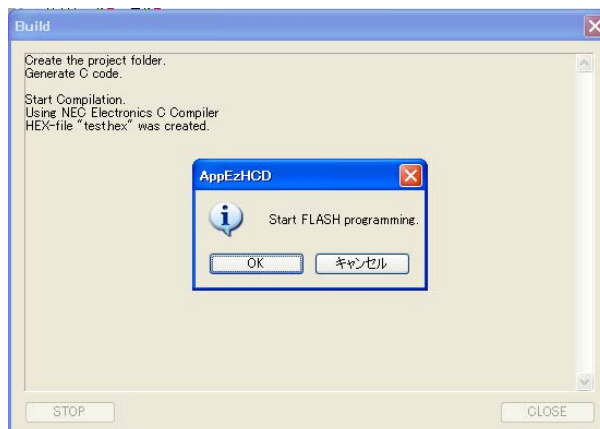 Build
Create the project folder.
Generate C code.
Start Compilation.
Using NEC Electronics C Compiler
HEX-file "test.hex" was created.
AppEzHCD
Start FLASH programming.
OK
キャンセル
STOP
CLOSE